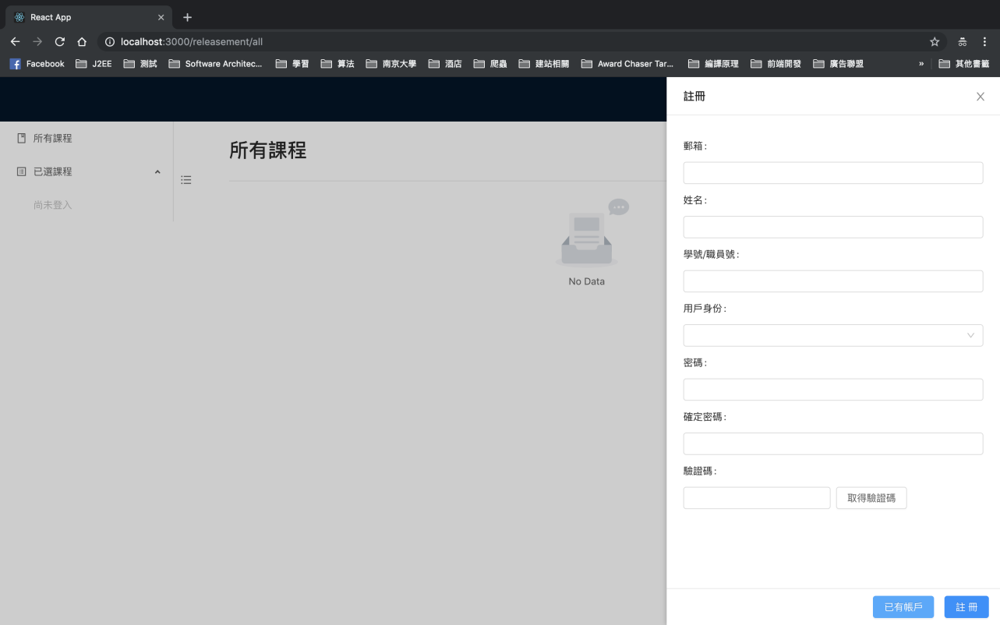 React App
localhost:3000/releasement/all
Facebook J2EE 測試 Software Architec... 學習 算法 南京大學 酒店 爬蟲 建站相關 Award Chaser Tar... 編譯原理 前端開發 廣告聯盟 » 其他書籤
所有課程
已選課程
尚未登入
所有課程
No Data
註冊
郵箱:
姓名:
學號/職員號:
用戶身份:
密碼:
確定密碼:
驗證碼:
取得驗證碼
已有帳戶
註 冊